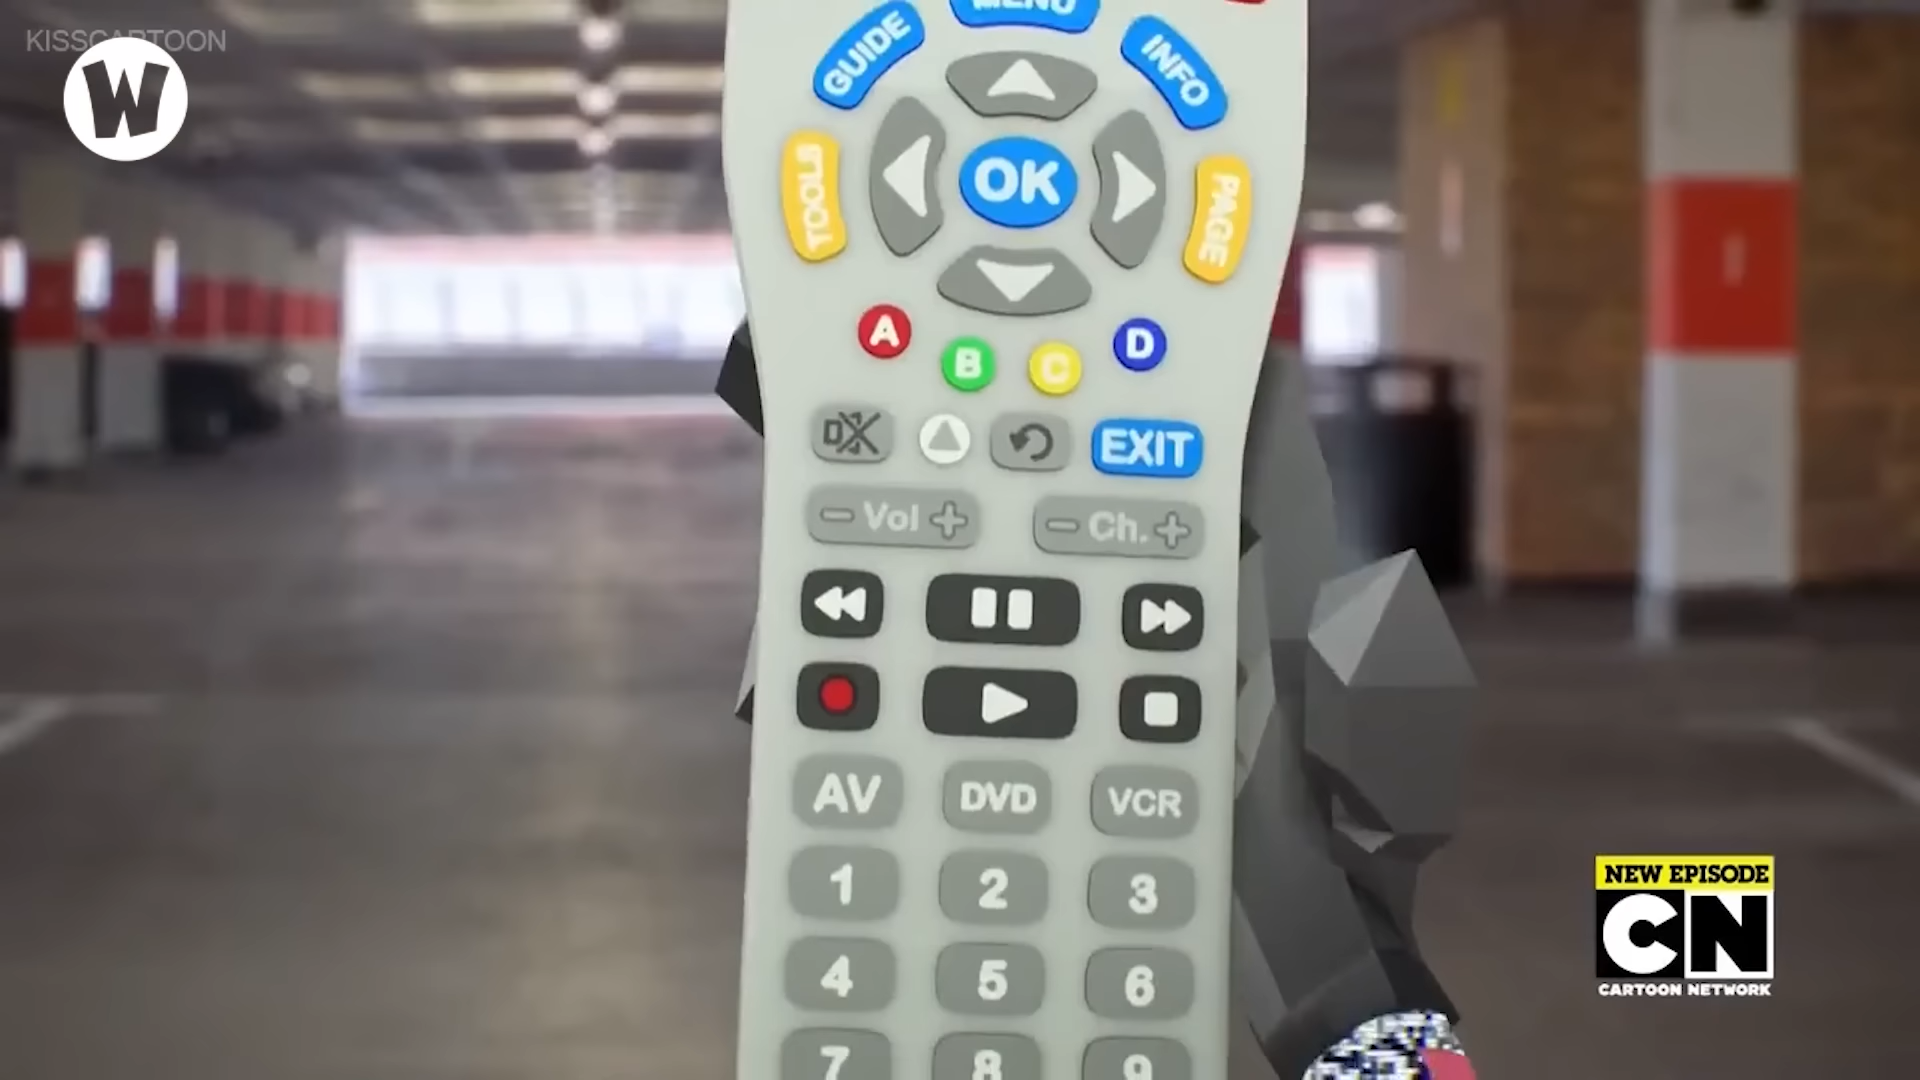 KISSCARTOON
W
MENU
GUIDE
INFO
OK
TOOLS
PAGE
A
B
C
D
EXIT
Vol
Ch.
AV
DVD
VCR
1
2
3
4
5
6
7
8
9
NEW EPISODE
CN
CARTOON NETWORK